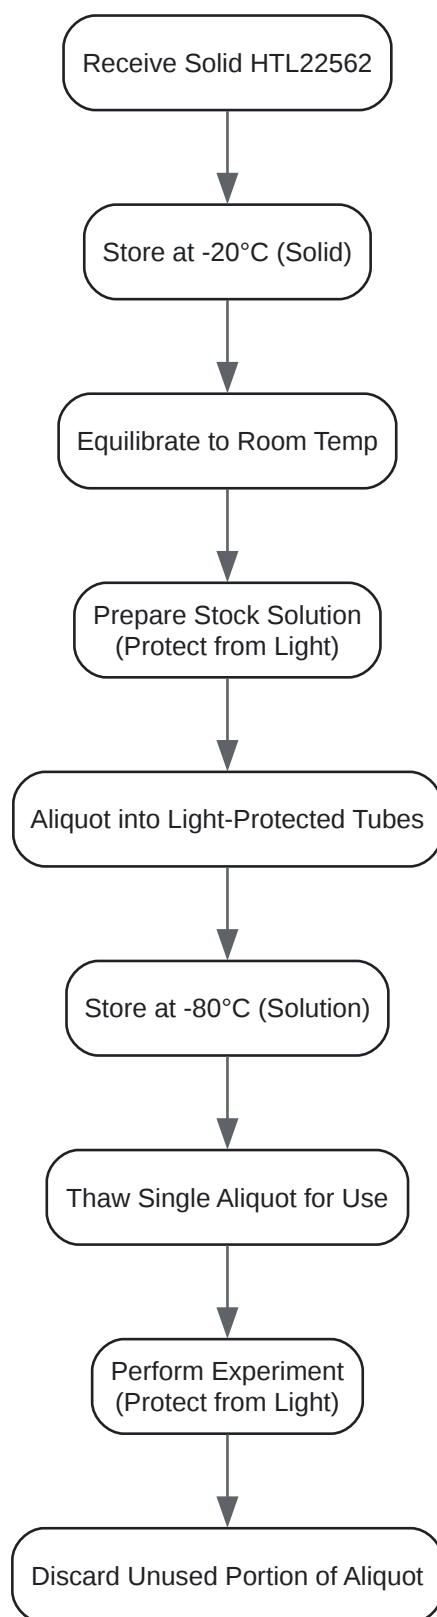 Receive Solid HTL22562
Store at -20°C (Solid)
Equilibrate to Room Temp
Prepare Stock Solution
(Protect from Light)
Aliquot into Light-Protected Tubes
Store at -80°C (Solution)
Thaw Single Aliquot for Use
Perform Experiment
(Protect from Light)
Discard Unused Portion of Aliquot